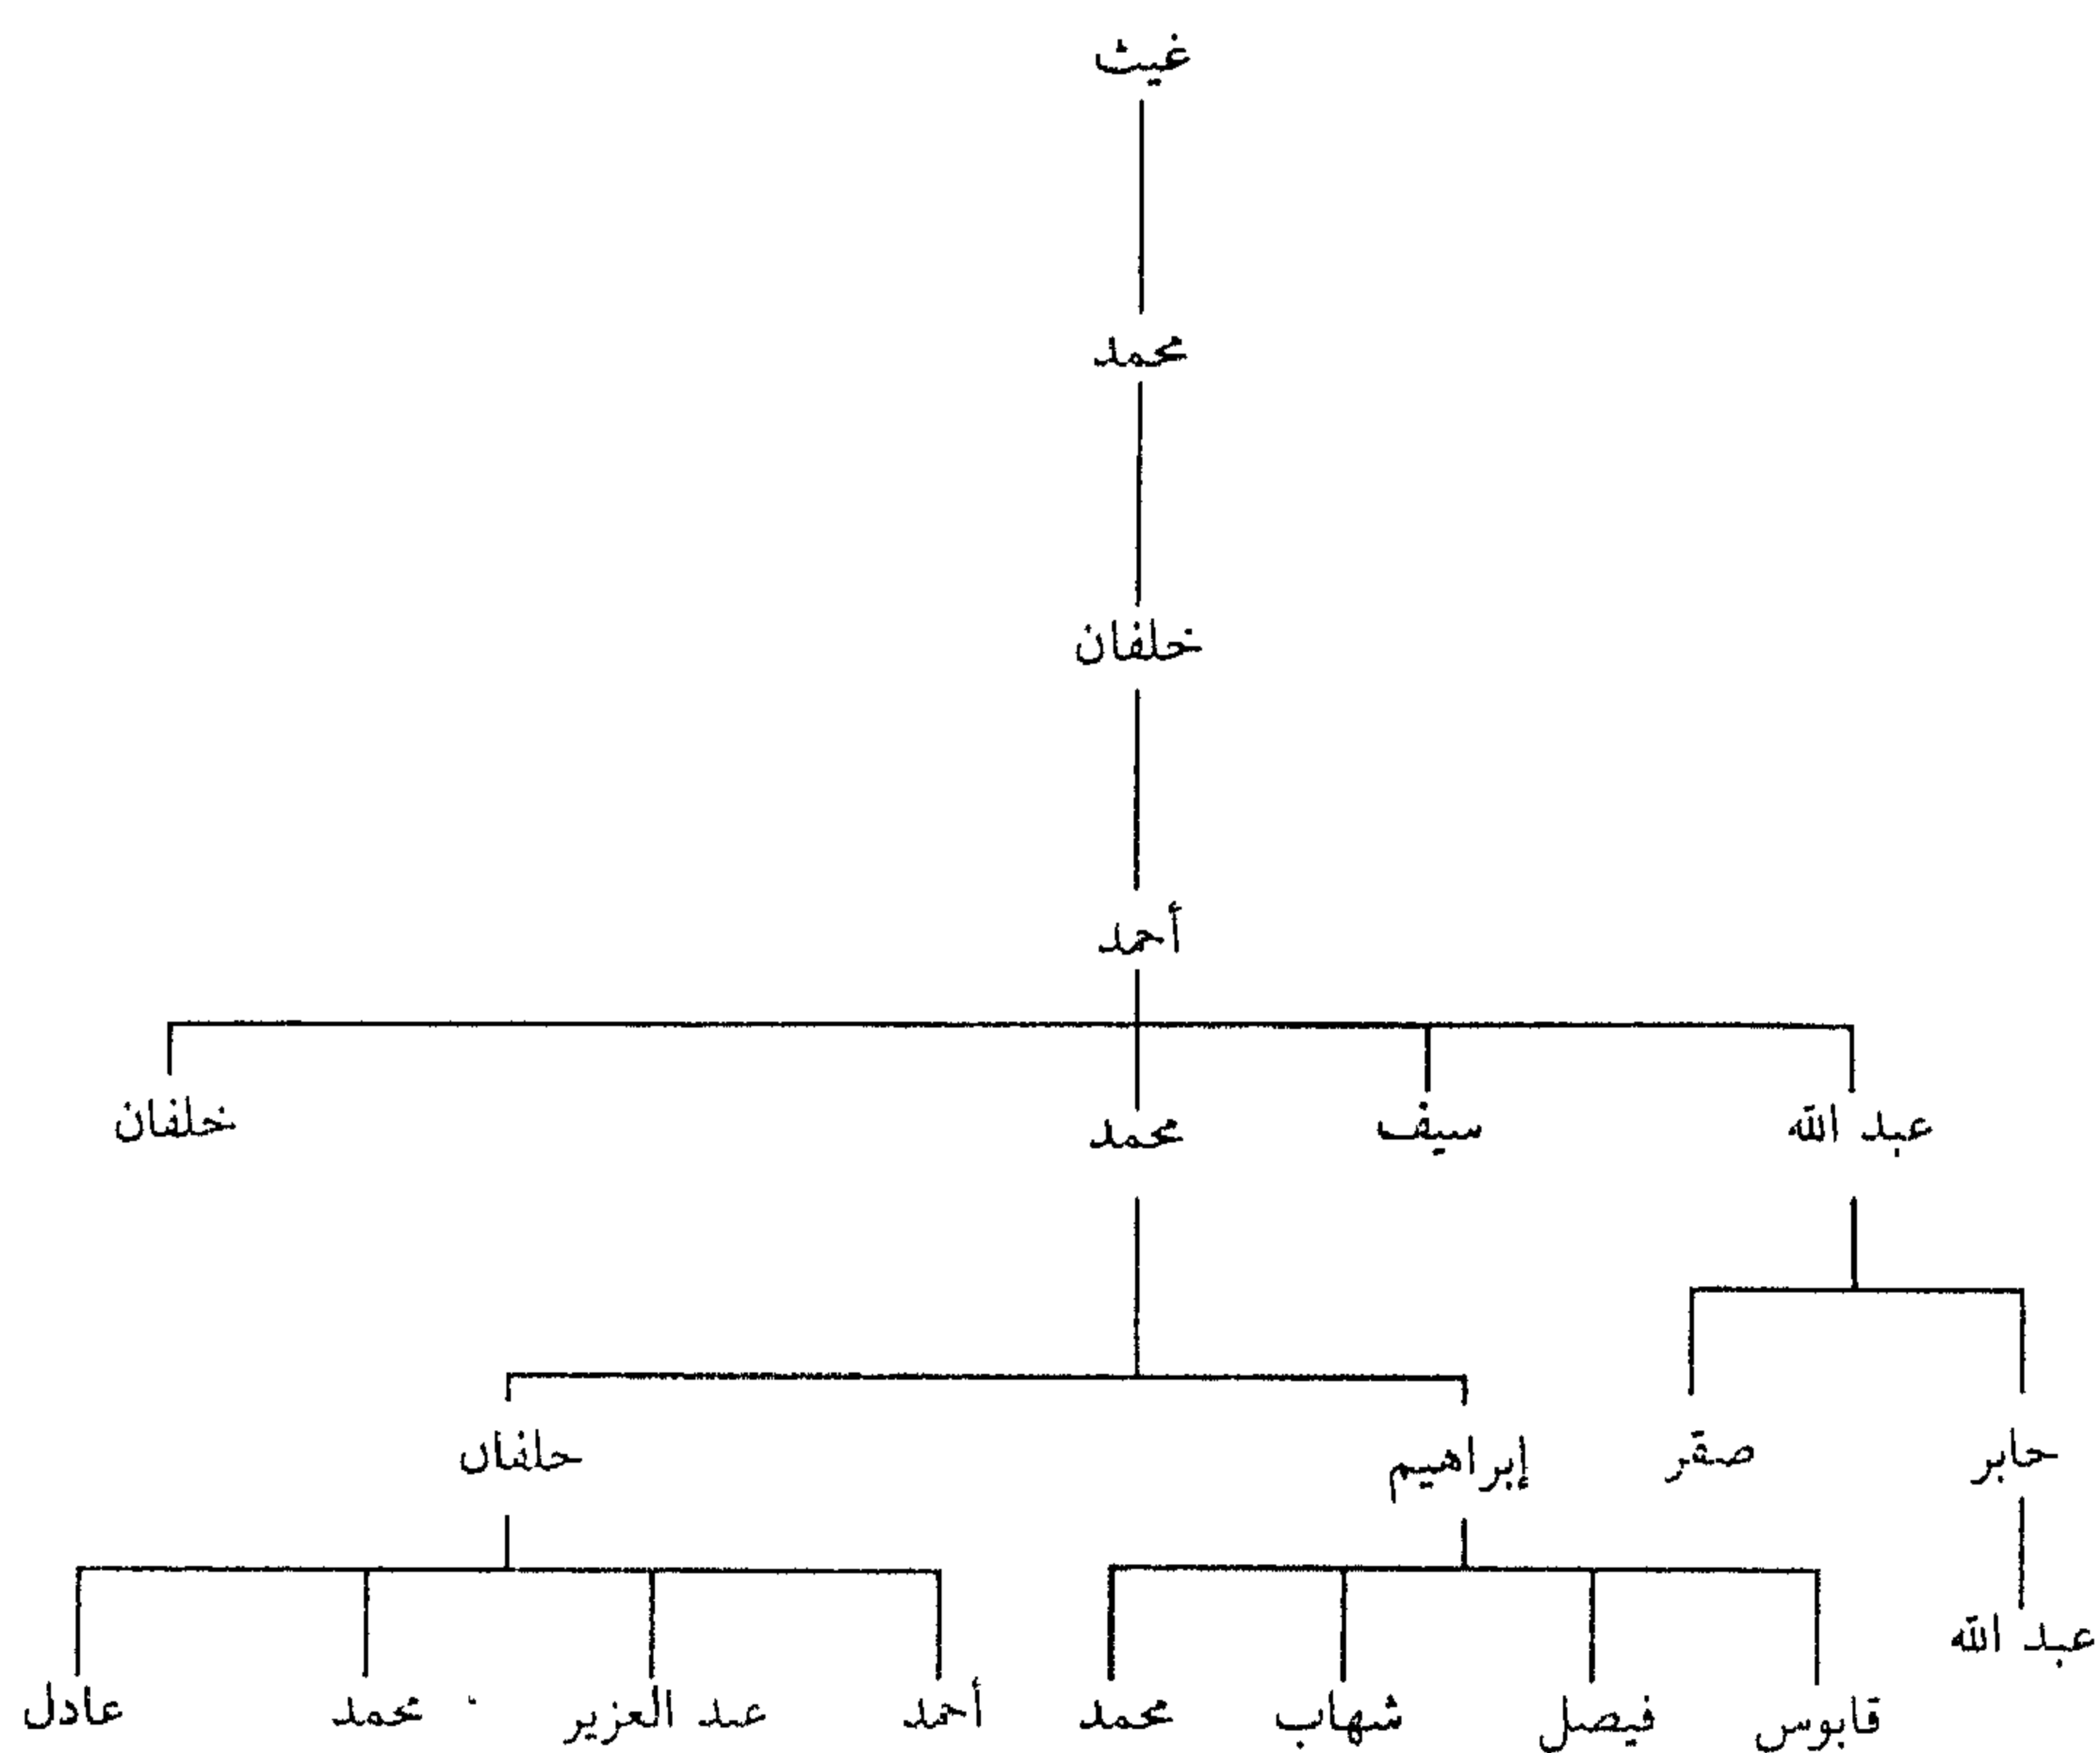 غيث
محمد
خلفان
أحمد
عبد الله سيف محمد خلفان
حابر صقر إبراهيم حلفان
عبد الله
قابوس فيصل شهاب محمد أحمد عبد العزير محمد عادل